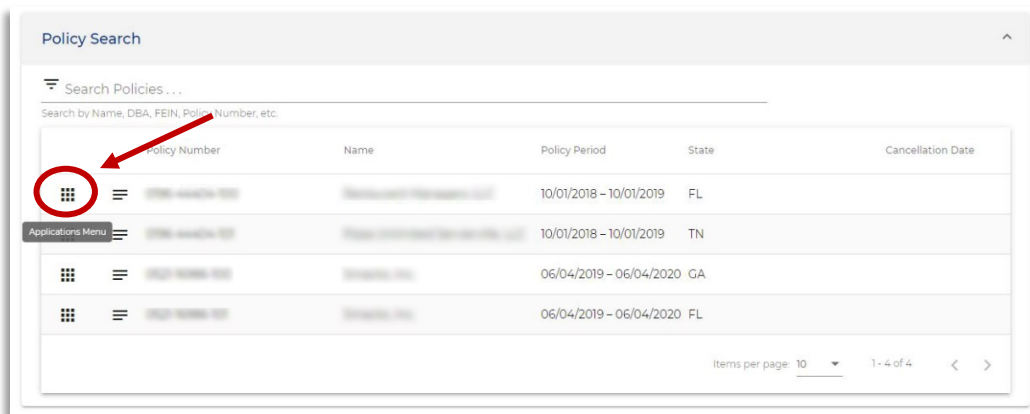 Policy Search
Search Policies . . .
Search by Name, DBA, FEIN, Policy Number, etc.
Policy Number Name Policy Period State Cancellation Date
10/01/2018 – 10/01/2019 FL
Applications Menu
10/01/2018 – 10/01/2019 TN
06/04/2019 – 06/04/2020 GA
06/04/2019 – 06/04/2020 FL
Items per page: 10 1 - 4 of 4